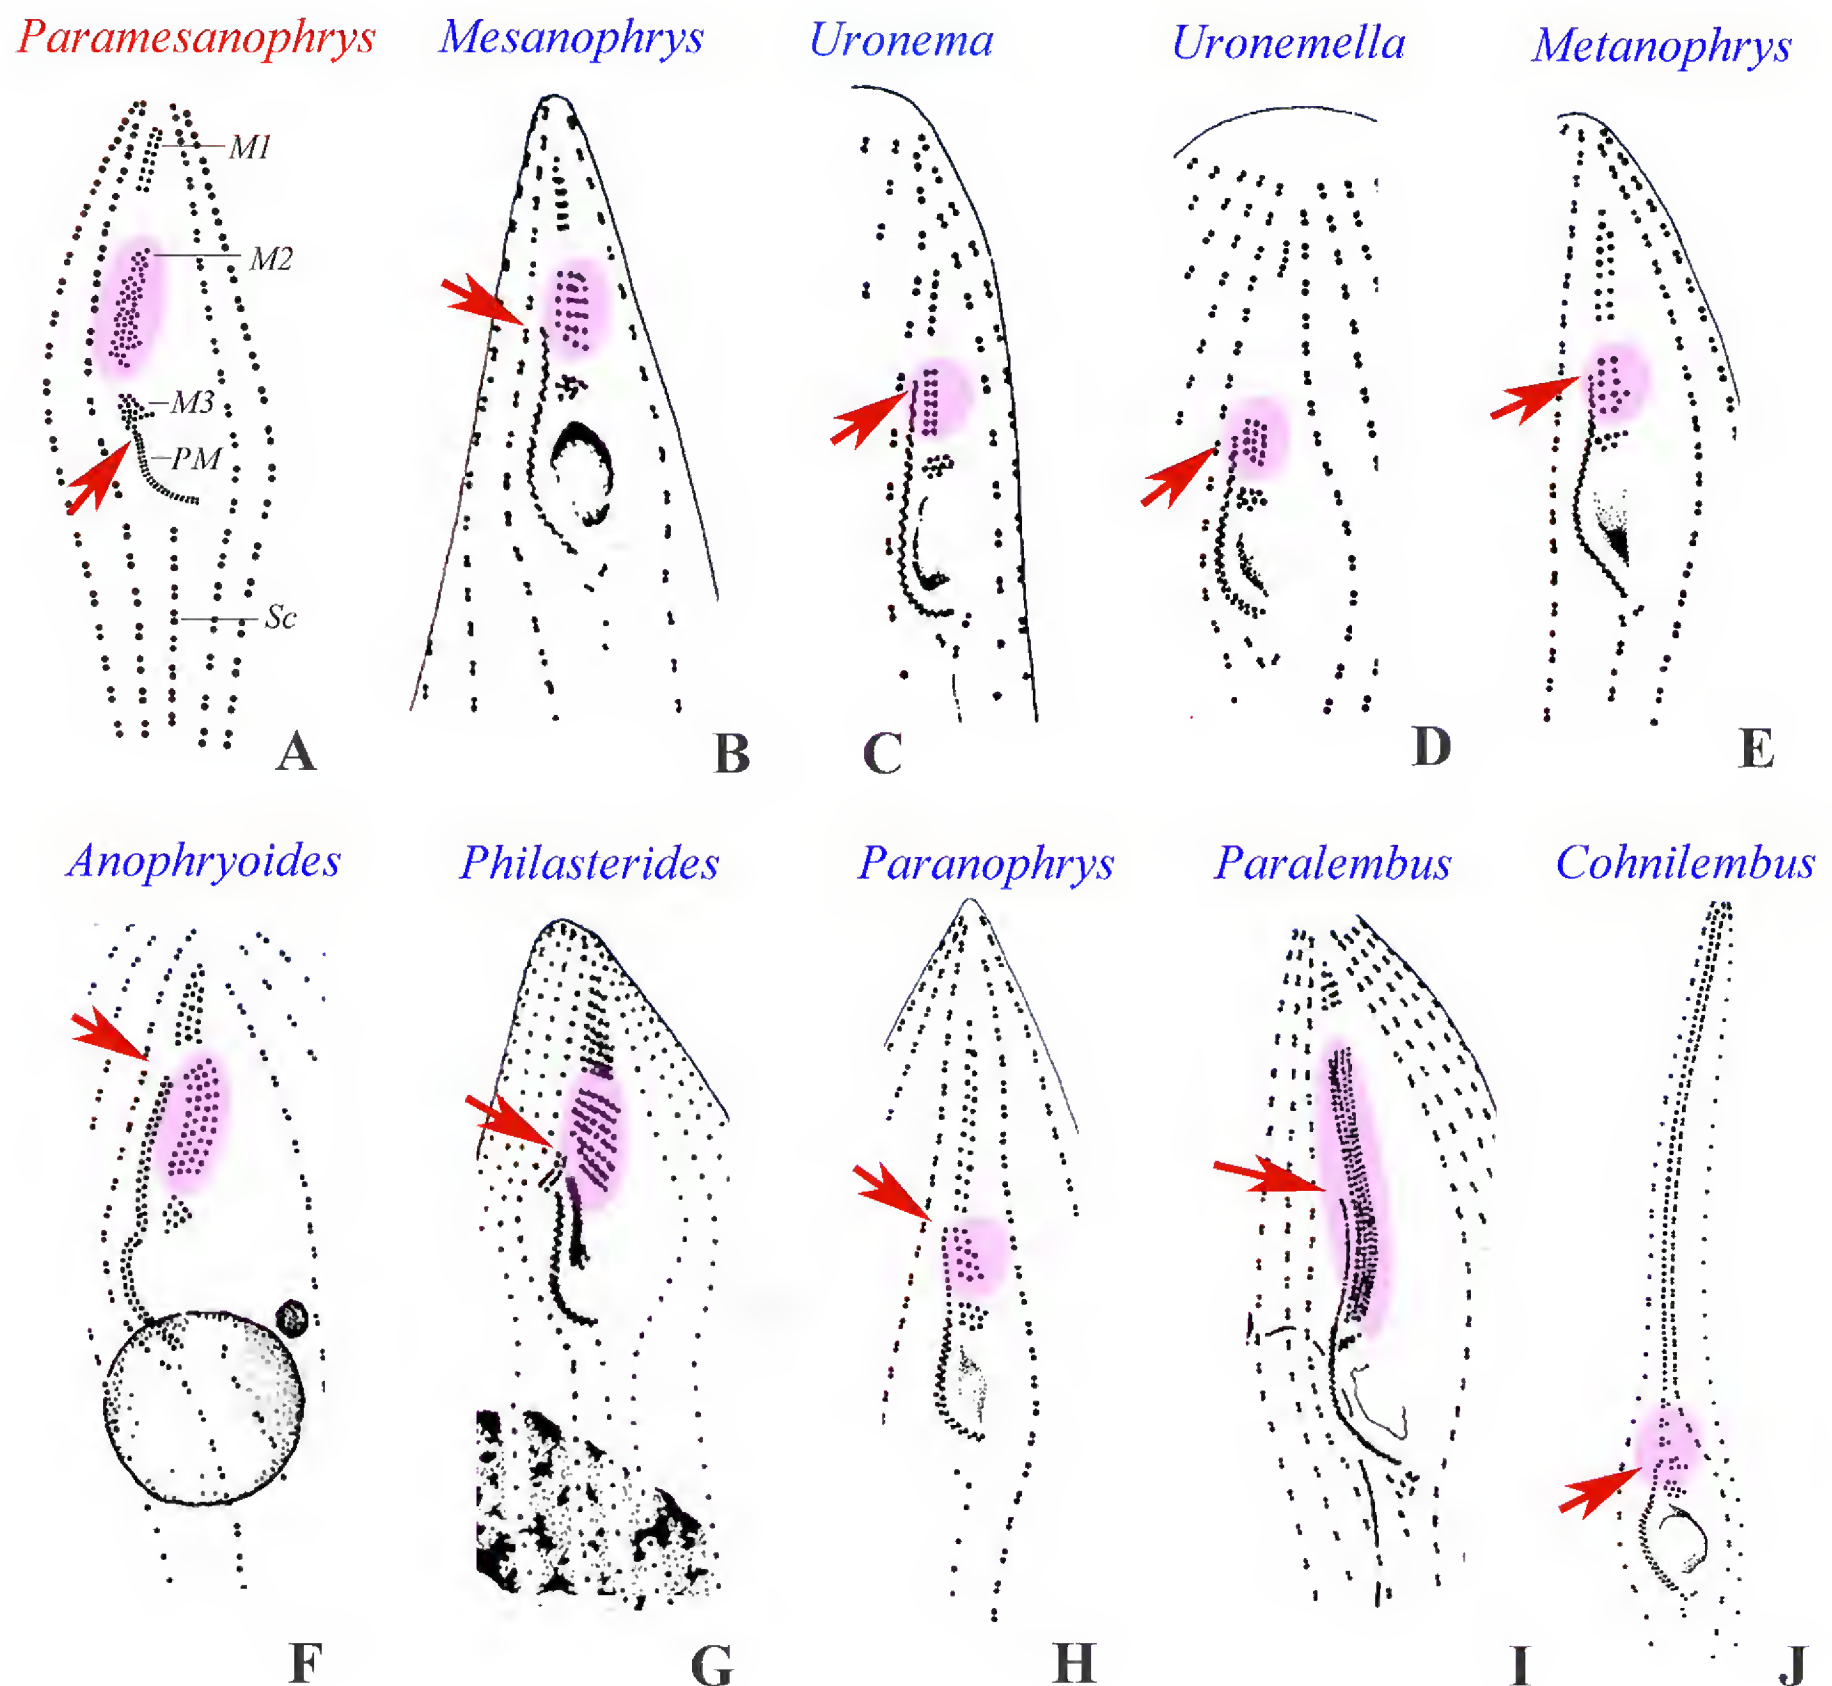 Paramesanophrys
Mesanophrys
Uronema
Uronemella
Metanophrys
M1
M2
M3
PM
Sc
A
B
C
D
E
Anophryoides
Philasterides
Paranophrys
Paralembus
Cohnilembus
F
G
H
I
J